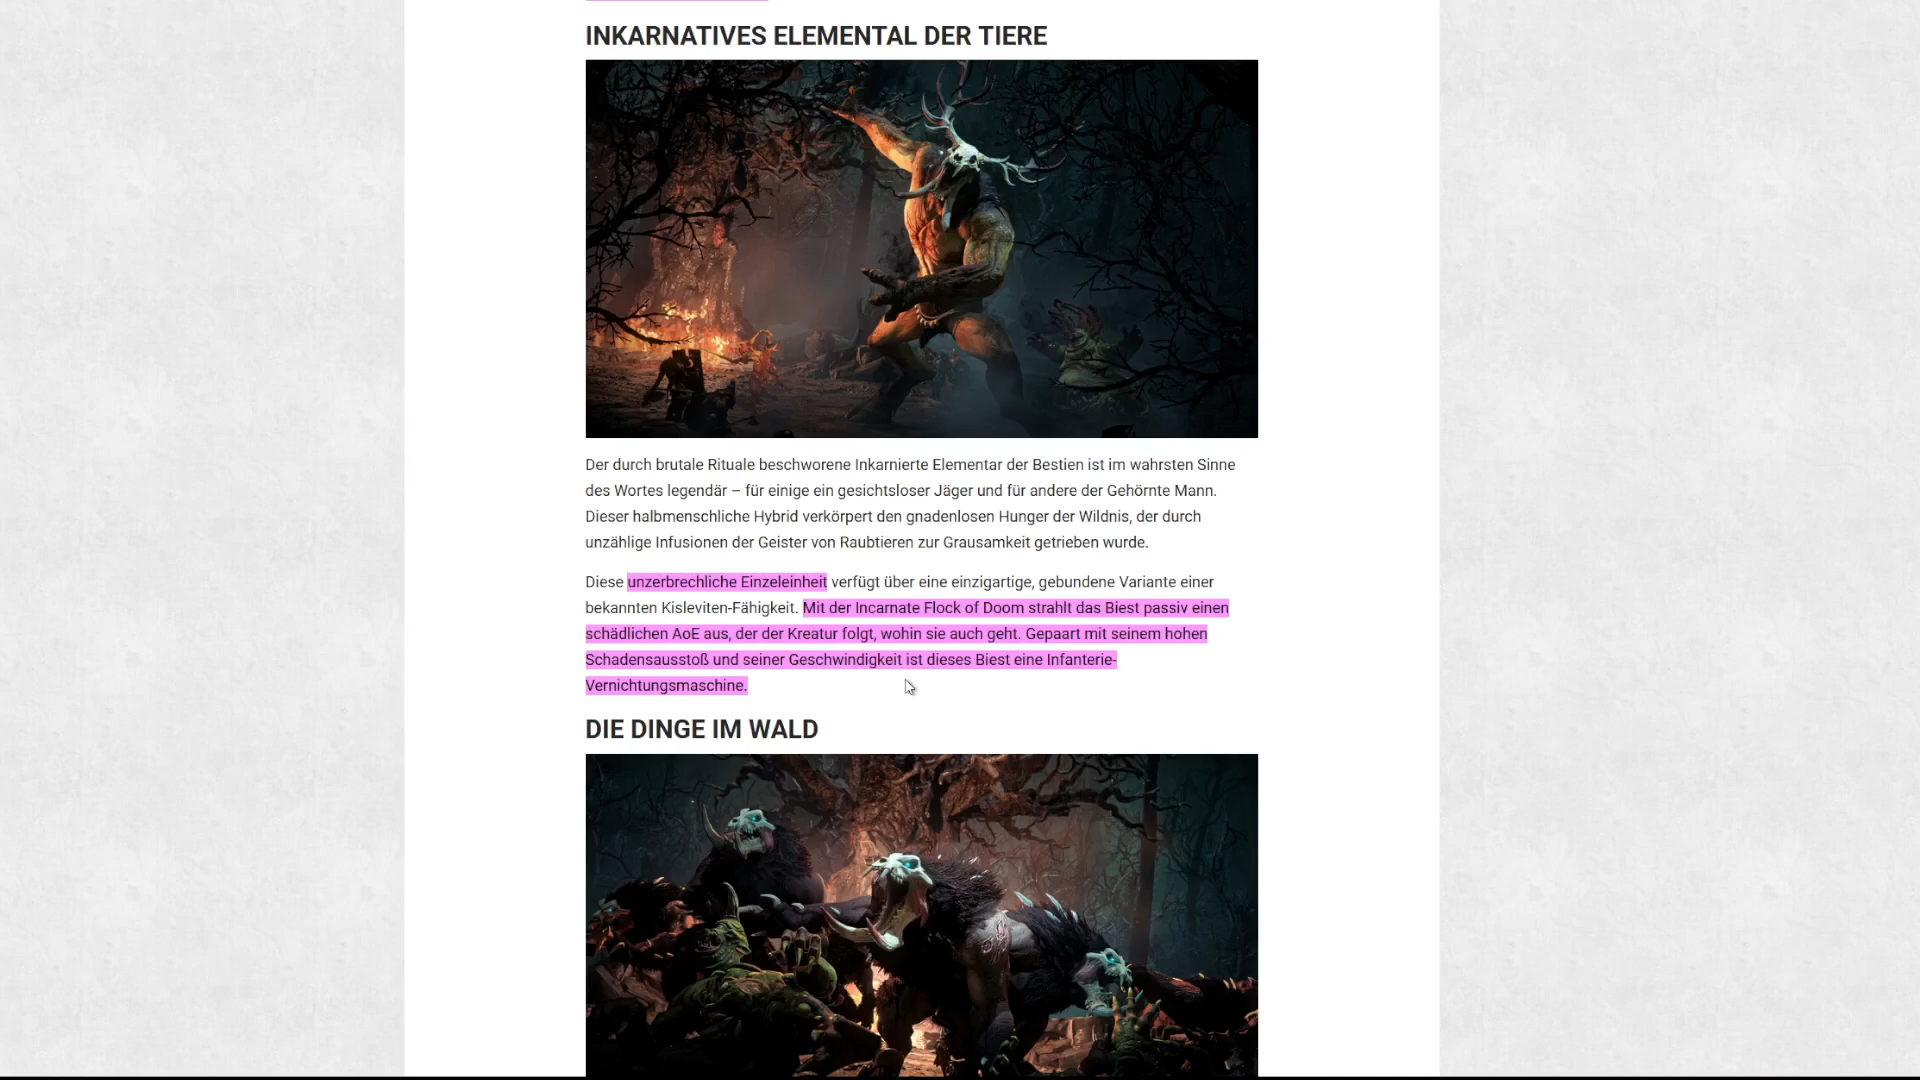 INKARNATIVES ELEMENTAL DER TIERE
Der durch brutale Rituale beschworene Inkarnierte Elementar der Bestien ist im wahrsten Sinne
des Wortes legendär – für einige ein gesichtsloser Jäger und für andere der Gehörnte Mann.
Dieser halbmenschliche Hybrid verkörpert den gnadenlosen Hunger der Wildnis, der durch
unzählige Infusionen der Geister von Raubtieren zur Grausamkeit getrieben wurde.
Diese unzerbrechliche Einzeleinheit verfügt über eine einzigartige, gebundene Variante einer
bekannten Kisleviten-Fähigkeit. Mit der Incarnate Flock of Doom strahlt das Biest passiv einen
schädlichen AoE aus, der der Kreatur folgt, wohin sie auch geht. Gepaart mit seinem hohen
Schadensausstoß und seiner Geschwindigkeit ist dieses Biest eine Infanterie-
Vernichtungsmaschine.
DIE DINGE IM WALD